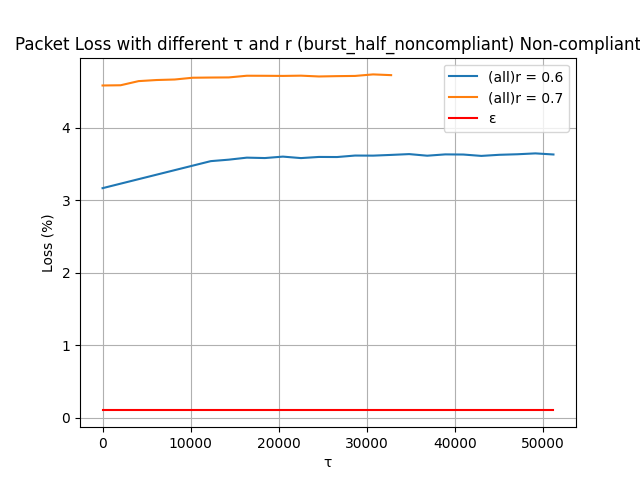 Packet Loss with different τ and r (burst_half_noncompliant) Non-compliant
(all)r = 0.6
(all)r = 0.7
ε
Loss (%)
4
3
2
1
0
0 10000 20000 30000 40000 50000
τ